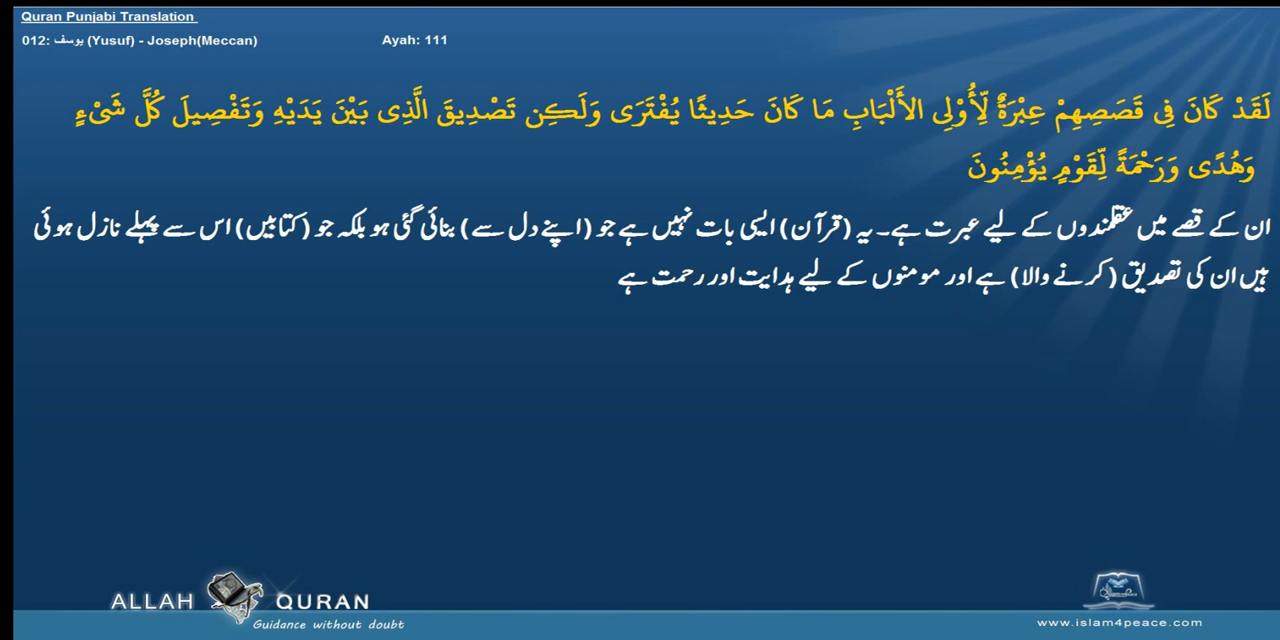 Quran Punjabi Translation
012: يوسف (Yusuf) - Joseph(Meccan)
Ayah: 111
لَقَدْ كَانَ فِي قَصَصِهِمْ عِبْرَةٌ لِّأُوْلِي الأَلْبَابِ مَا كَانَ حَدِيثًا يُفْتَرَى وَلَكِن تَصْدِيقَ الَّذِي بَيْنَ يَدَيْهِ وَتَفْصِيلَ كُلَّ شَيْءٍ
وَهُدًى وَرَحْمَةً لِّقَوْمٍ يُؤْمِنُونَ
ان کے قصے میں عقلمندوں کے لیے عبرت ہے۔ یہ (قرآن) ایسی بات نہیں ہے جو (اپنے دل سے) بنائی گئی ہو بلکہ جو (کتابیں) اس سے پہلے نازل ہوئی
ہیں ان کی تصدیق (کرنے والا) ہے اور مومنوں کے لیے ہدایت اور رحمت ہے
ALLAH QURAN
Guidance without doubt
www.islam4peace.com